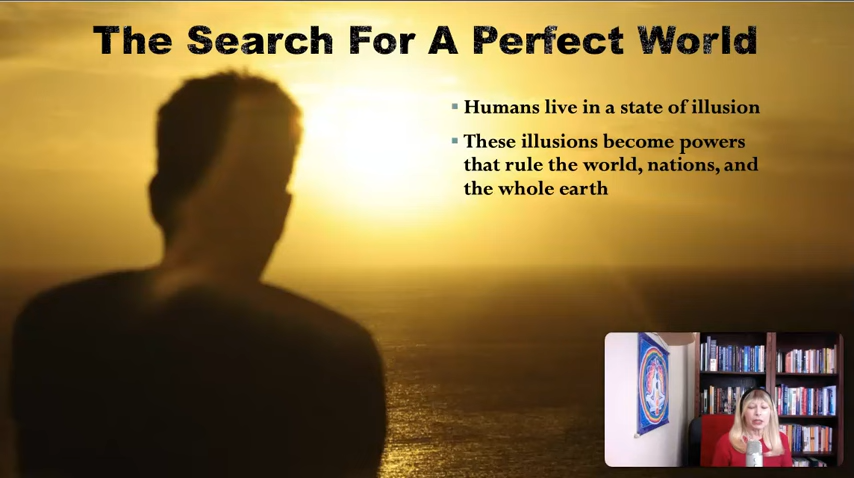 The Search For A Perfect World
Humans live in a state of illusion
These illusions become powers
that rule the world, nations, and
the whole earth